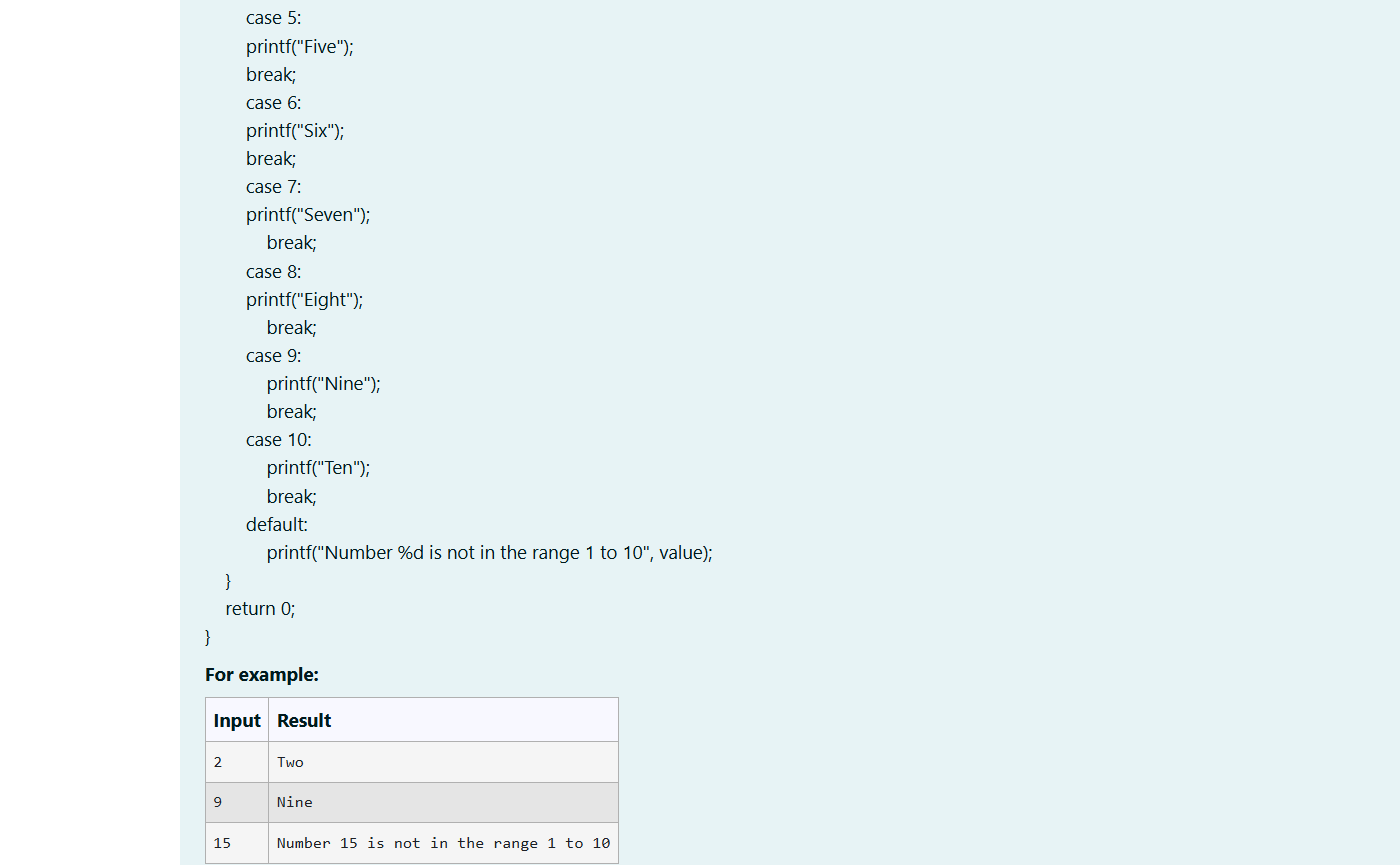 case 5:
printf("Five");
break;
case 6:
printf("Six");
break;
case 7:
printf("Seven");
break;
case 8:
printf("Eight");
break;
case 9:
printf("Nine");
break;
case 10:
printf("Ten");
break;
default:
printf("Number %d is not in the range 1 to 10", value);
}
return 0;
}
For example:
Input Result
2 Two
9 Nine
15 Number 15 is not in the range 1 to 10